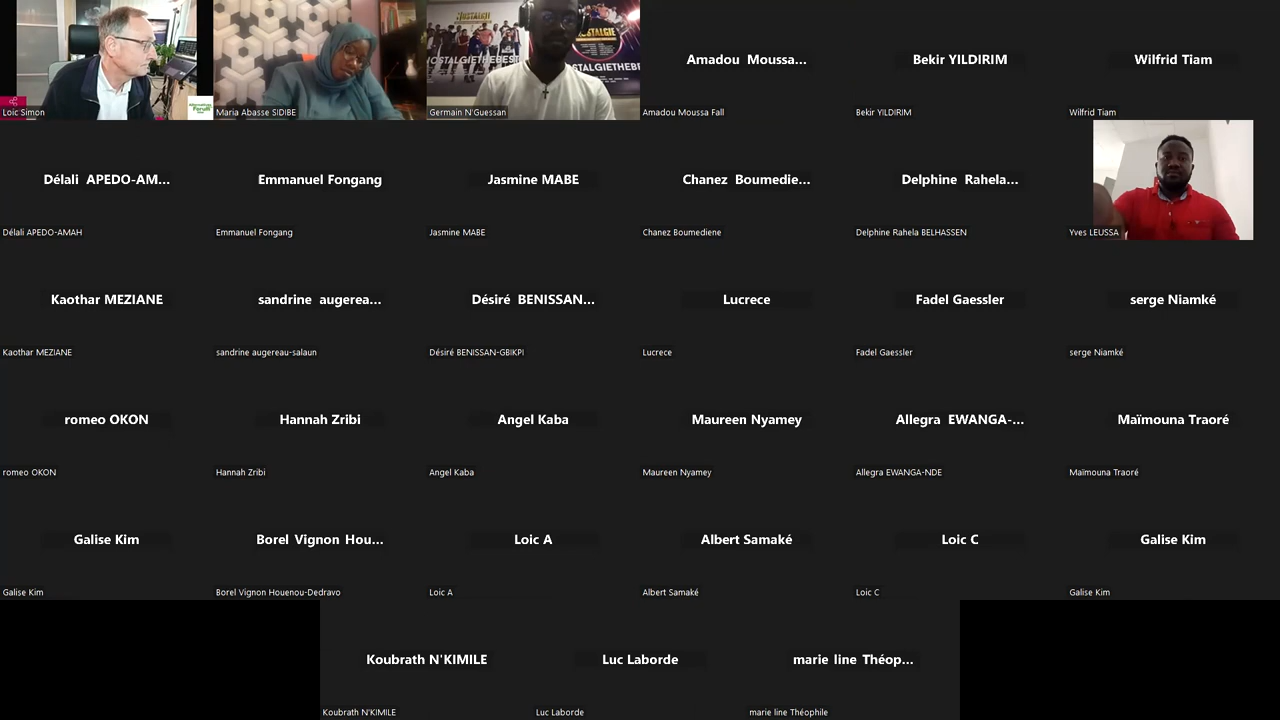 NOSTALGIE
NOSTALGIE
NOSTALGIETHEBEST
NOSTALGIETHEBE
Forum
Loic Simon
Maria Abasse SIDIBE
Germain N'Guessan
Amadou Moussa...
Amadou Moussa Fall
Bekir YILDIRIM
Bekir YILDIRIM
Wilfrid Tiam
Wilfrid Tiam
Délali APEDO-AM...
Délali APEDO-AMAH
Emmanuel Fongang
Emmanuel Fongang
Jasmine MABE
Jasmine MABE
Chanez Boumedie...
Chanez Boumediene
Delphine Rahela...
Delphine Rahela BELHASSEN
Yves LEUSSA
Kaothar MEZIANE
Kaothar MEZIANE
sandrine augerea...
sandrine augereau-salaun
Désiré BENISSAN...
Désiré BENISSAN-GBIKPI
Lucrece
Lucrece
Fadel Gaessler
Fadel Gaessler
serge Niamké
serge Niamké
romeo OKON
romeo OKON
Hannah Zribi
Hannah Zribi
Angel Kaba
Angel Kaba
Maureen Nyamey
Maureen Nyamey
Allegra EWANGA-...
Allegra EWANGA-NDE
Maïmouna Traoré
Maïmouna Traoré
Galise Kim
Galise Kim
Borel Vignon Hou...
Borel Vignon Houenou-Dedravo
Loic A
Loic A
Albert Samaké
Albert Samaké
Loic C
Loic C
Galise Kim
Galise Kim
Koubrath N'KIMILE
Koubrath N'KIMILE
Luc Laborde
Luc Laborde
marie line Théop...
marie line Théophile